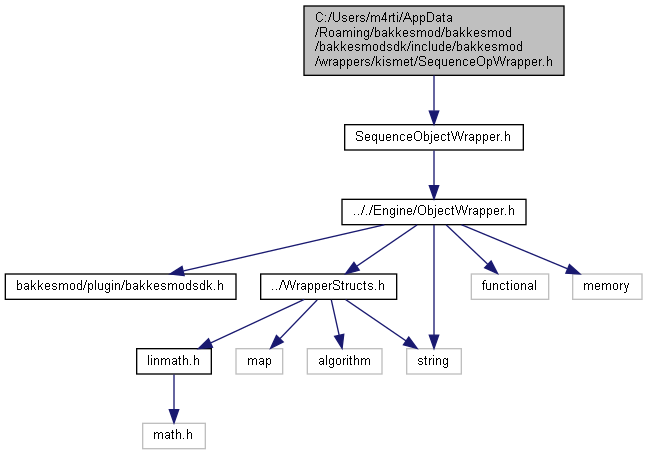 C:/Users/m4rti/AppData
/Roaming/bakkesmod/bakkesmod
/bakkesmodsdk/include/bakkesmod
/wrappers/kismet/SequenceOpWrapper.h
SequenceObjectWrapper.h
.././Engine/ObjectWrapper.h
bakkesmod/plugin/bakkesmodsdk.h
../WrapperStructs.h
functional
memory
linmath.h
map
algorithm
string
math.h